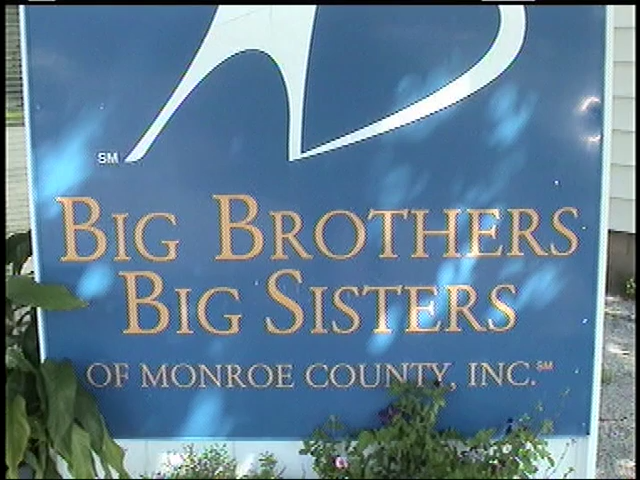 SM
BIG BROTHERS
BIG SISTERS
OF MONROE COUNTY, INC.SM